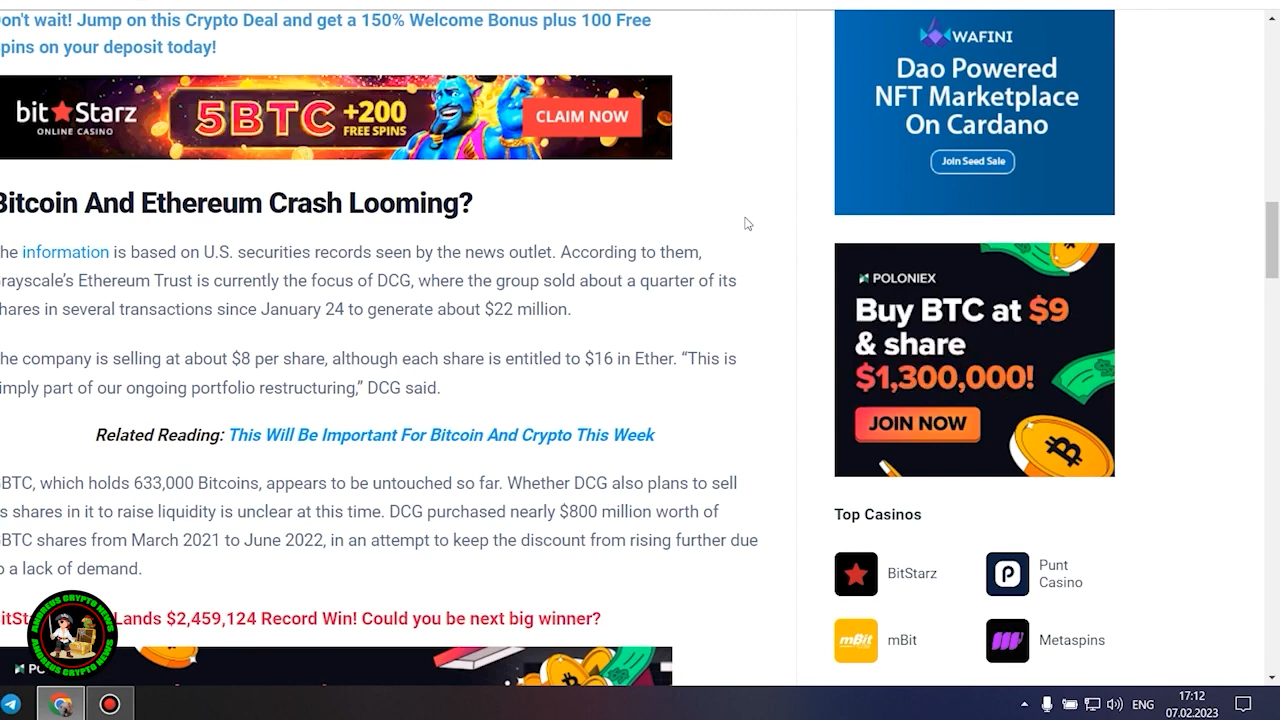 on't wait! Jump on this Crypto Deal and get a 150% Welcome Bonus plus 100 Free
pins on your deposit today!
bit★Starz
ONLINE CASINO
5BTC +200
FREE SPINS
CLAIM NOW
Bitcoin And Ethereum Crash Looming?
he information is based on U.S. securities records seen by the news outlet. According to them,
rayscale's Ethereum Trust is currently the focus of DCG, where the group sold about a quarter of its
hares in several transactions since January 24 to generate about $22 million.
he company is selling at about $8 per share, although each share is entitled to $16 in Ether. “This is
imply part of our ongoing portfolio restructuring,” DCG said.
Related Reading: This Will Be Important For Bitcoin And Crypto This Week
BTC, which holds 633,000 Bitcoins, appears to be untouched so far. Whether DCG also plans to sell
s shares in it to raise liquidity is unclear at this time. DCG purchased nearly $800 million worth of
BTC shares from March 2021 to June 2022, in an attempt to keep the discount from rising further due
o a lack of demand.
itSt Lands $2,459,124 Record Win! Could you be next big winner?
PO
ANDREUS CRYPTO NEWS
ANDREUS CRYPTO NEWS
WAFINI
Dao Powered
NFT Marketplace
On Cardano
Join Seed Sale
POLONIEX
Buy BTC at $9
& share
$1,300,000!
JOIN NOW
Top Casinos
BitStarz
Punt
Casino
mBit
mBit
Metaspins
ENG
17:12
07.02.2023